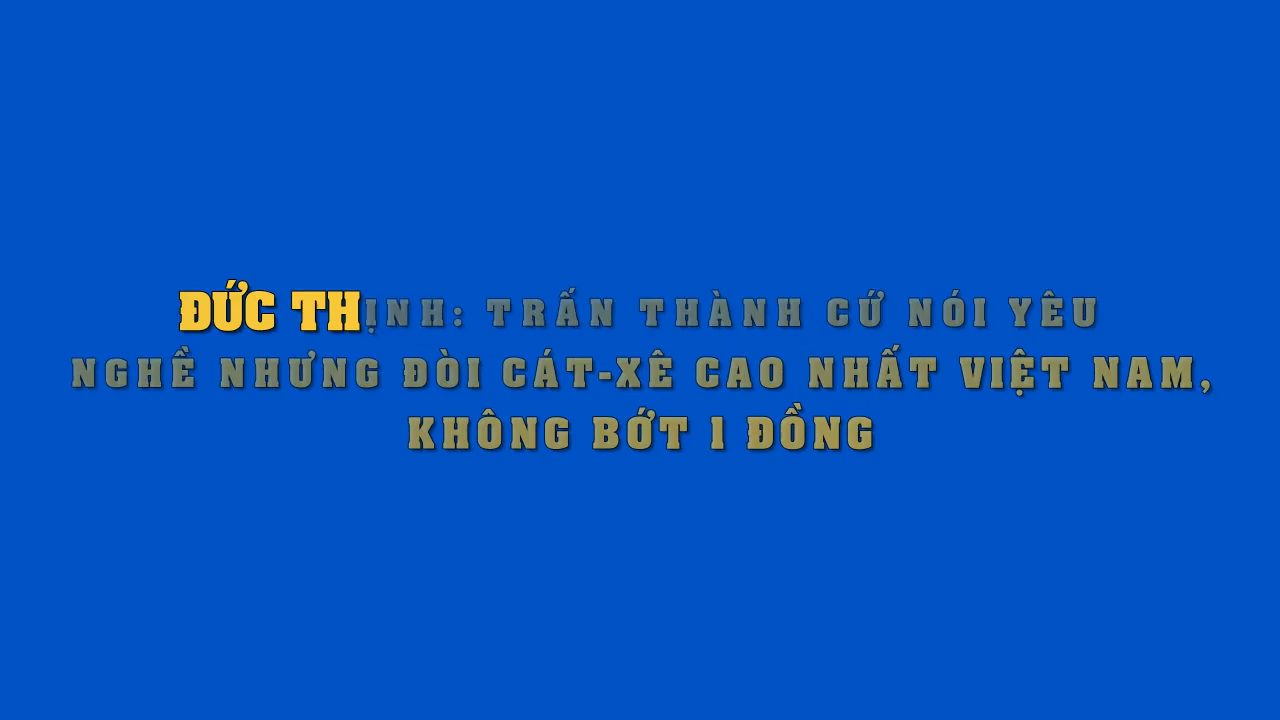 ĐỨC THỊNH: TRẤN THÀNH CỨ NÓI YÊU
NGHỀ NHƯNG ĐÒI CÁT-XÊ CAO NHẤT VIỆT NAM,
KHÔNG BỚT 1 ĐỒNG